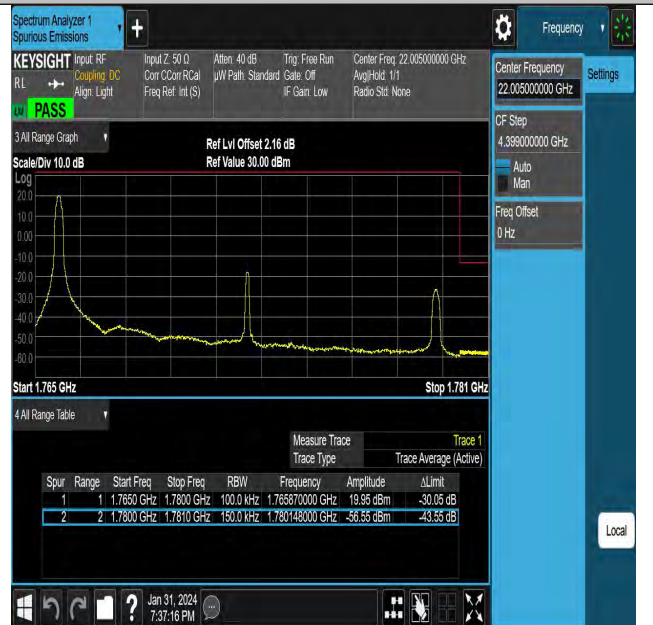 Spectrum Analyzer 1
Spurious Emissions
Frequency
KEYSIGHT
RL
Input: RF
Coupling: DC
Align: Light
Input Z: 50 Ω
Corr CCorr RCal
Freq Ref: Int (S)
Atten: 40 dB
µW Path: Standard
Trig: Free Run
Gate: Off
IF Gain: Low
Center Freq: 22.005000000 GHz
Avg|Hold: 1/1
Radio Std: None
PASS
Center Frequency
22.005000000 GHz
Settings
CF Step
4.399000000 GHz
Auto
Man
Freq Offset
0 Hz
3 All Range Graph
Ref Lvl Offset 2.16 dB
Scale/Div 10.0 dB
Ref Value 30.00 dBm
Log
20.0
10.0
0.00
-10.0
-20.0
-30.0
-40.0
-50.0
-60.0
Start 1.765 GHz
Stop 1.781 GHz
4 All Range Table
Measure Trace Trace 1
Trace Type Trace Average (Active)
Spur Range Start Freq Stop Freq RBW Frequency Amplitude ΔLimit
1 1 1.7650 GHz 1.7800 GHz 100.0 kHz 1.765870000 GHz 19.95 dBm -30.05 dB
2 2 1.7800 GHz 1.7810 GHz 150.0 kHz 1.780148000 GHz -56.55 dBm -43.55 dB
Local
?
Jan 31, 2024
7:37:16 PM